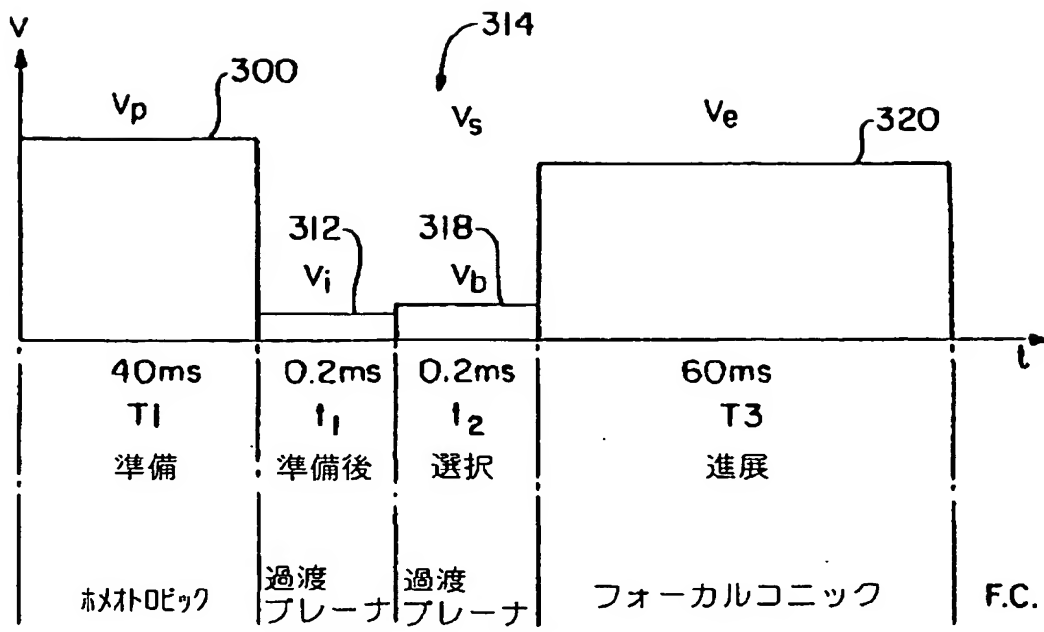 V
314
300
Vp
Vs
Ve
320
312
318
Vi
Vb
t
40ms
0.2ms
0.2ms
60ms
T1
t1
t2
T3
準備
準備後
選択
進展
ホメオトロピック
過渡
プレーナ
過渡
プレーナ
フォーカルコニック
F.C.